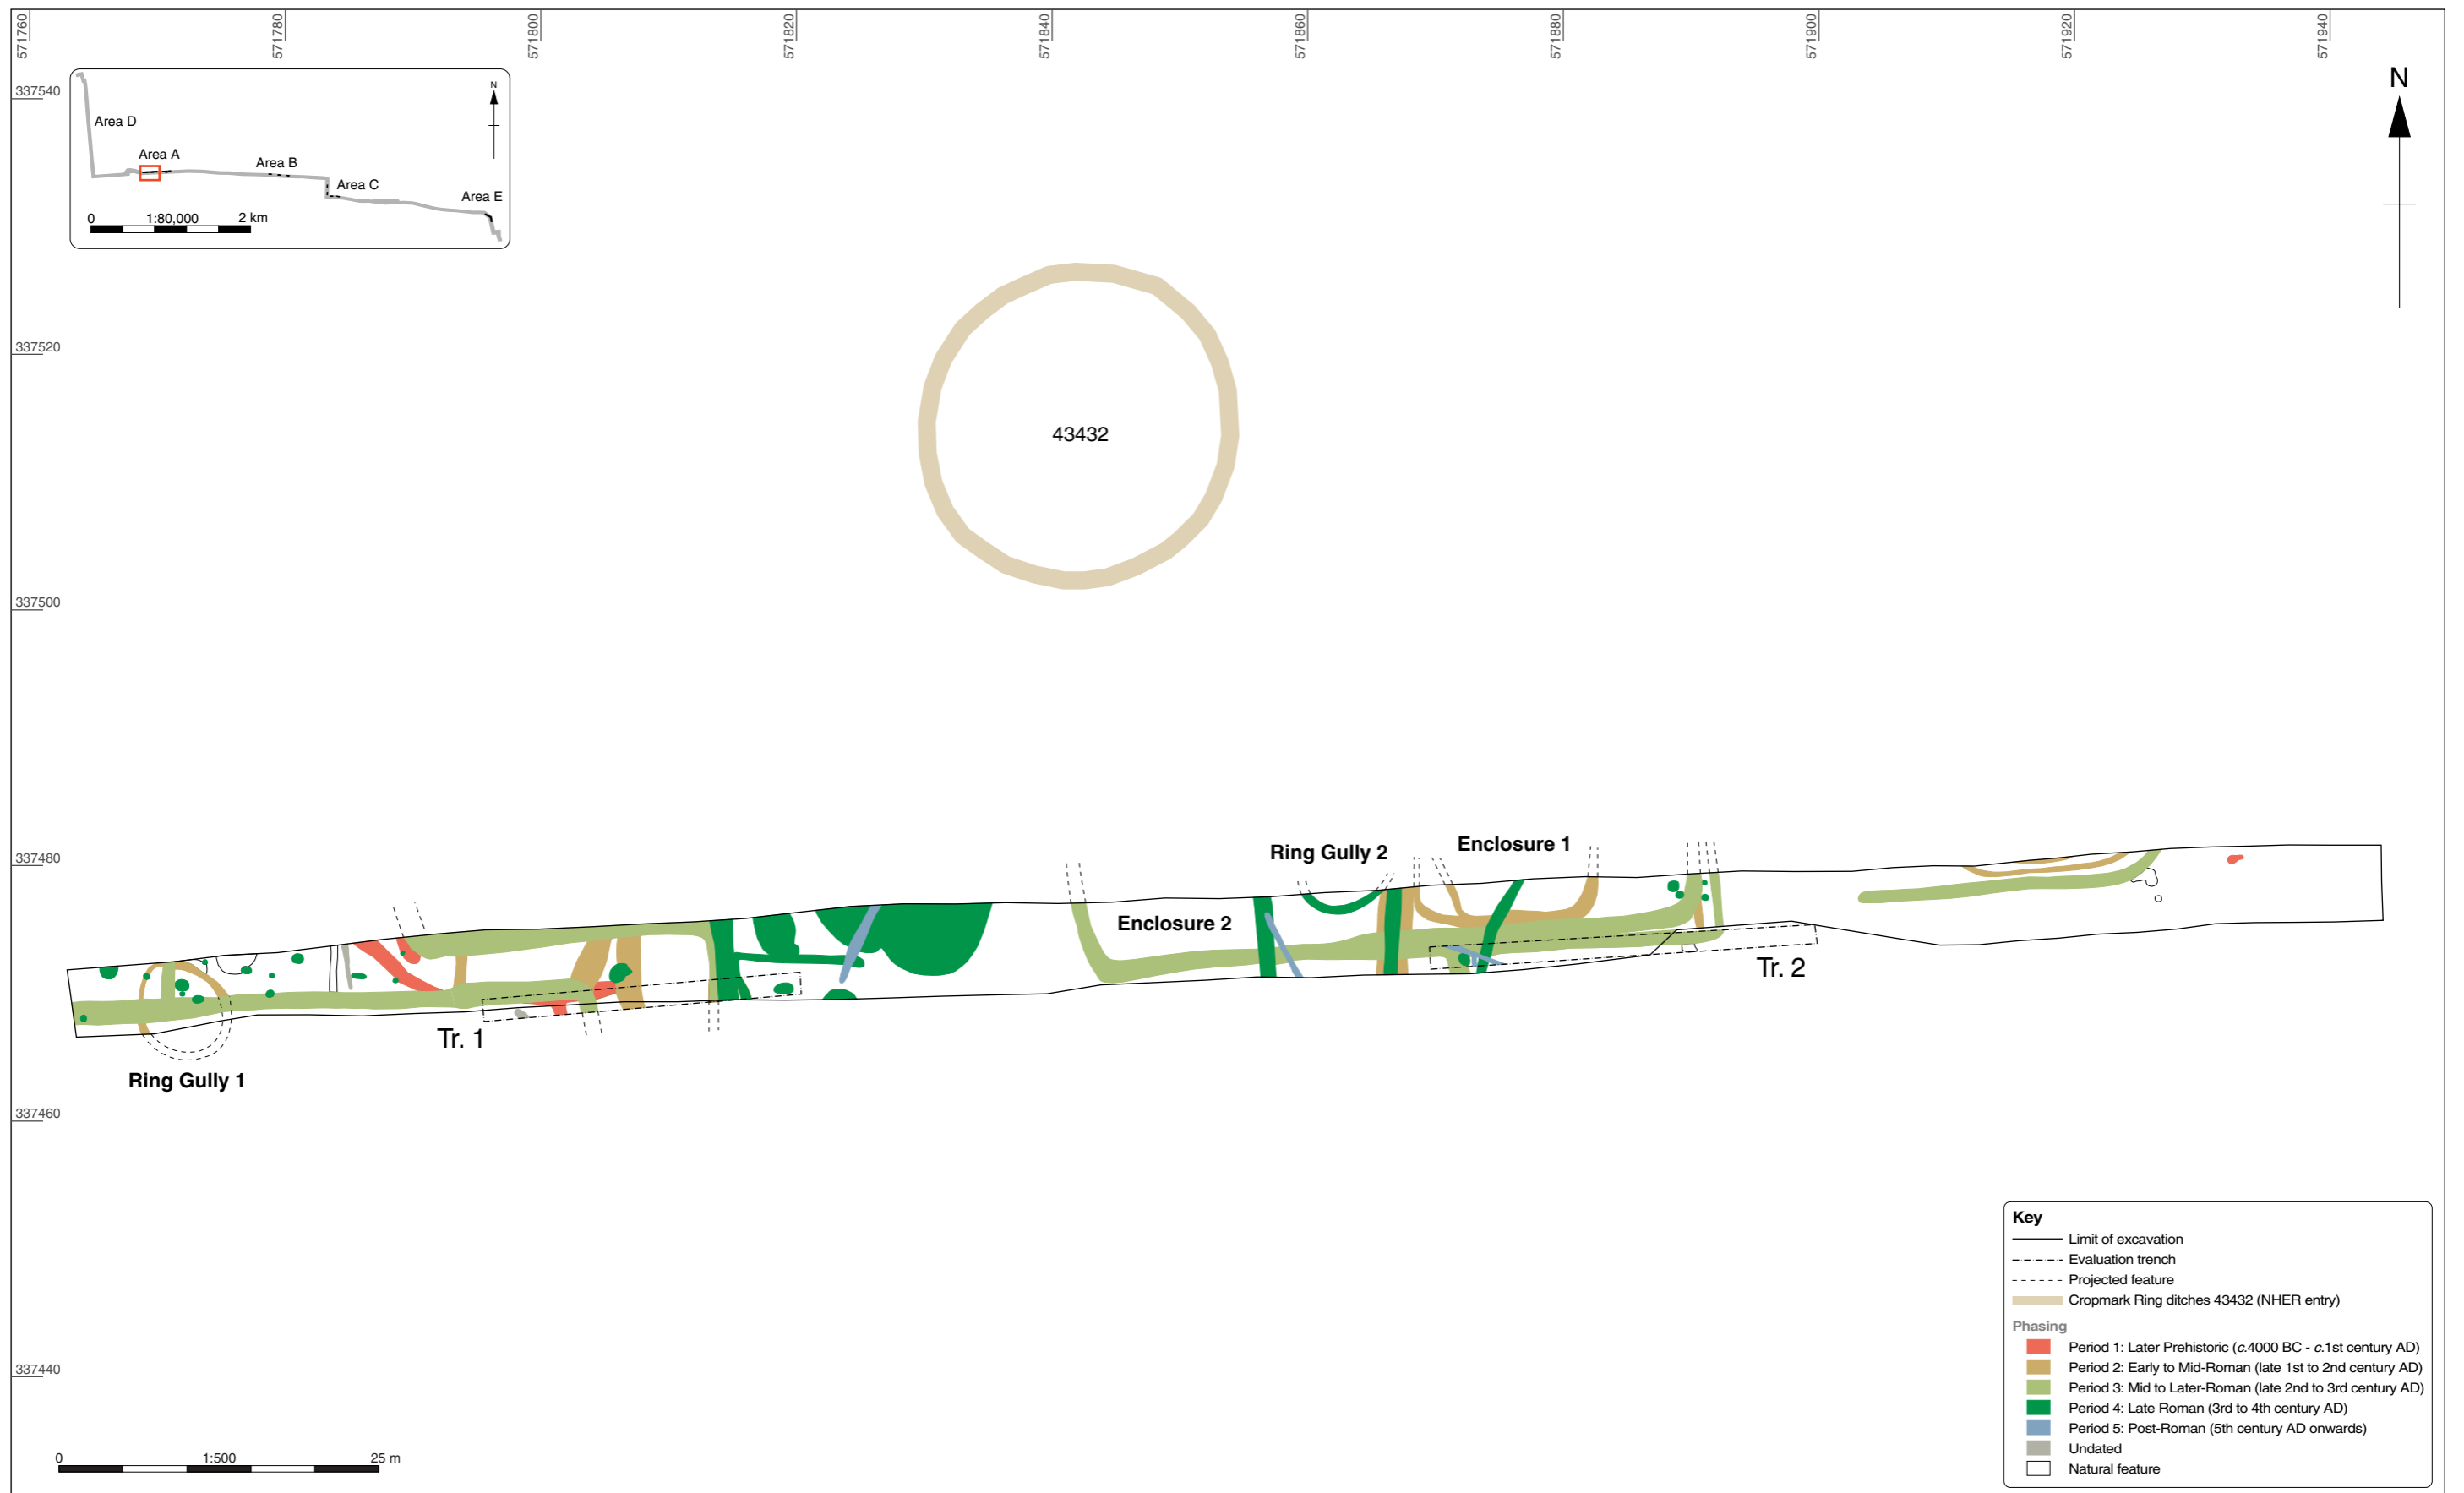 571760
571780
571800
571820
571840
571860
571880
571900
571920
571940
337540
337520
337500
337480
337460
337440
Area D
Area A
Area B
Area C
Area E
N
0 1:80,000 2 km
N
43432
Ring Gully 2
Enclosure 1
Enclosure 2
Tr. 2
Tr. 1
Ring Gully 1
0 1:500 25 m
Key
Limit of excavation
Evaluation trench
Projected feature
Cropmark Ring ditches 43432 (NHER entry)
Phasing
Period 1: Later Prehistoric (c.4000 BC - c.1st century AD)
Period 2: Early to Mid-Roman (late 1st to 2nd century AD)
Period 3: Mid to Later-Roman (late 2nd to 3rd century AD)
Period 4: Late Roman (3rd to 4th century AD)
Period 5: Post-Roman (5th century AD onwards)
Undated
Natural feature